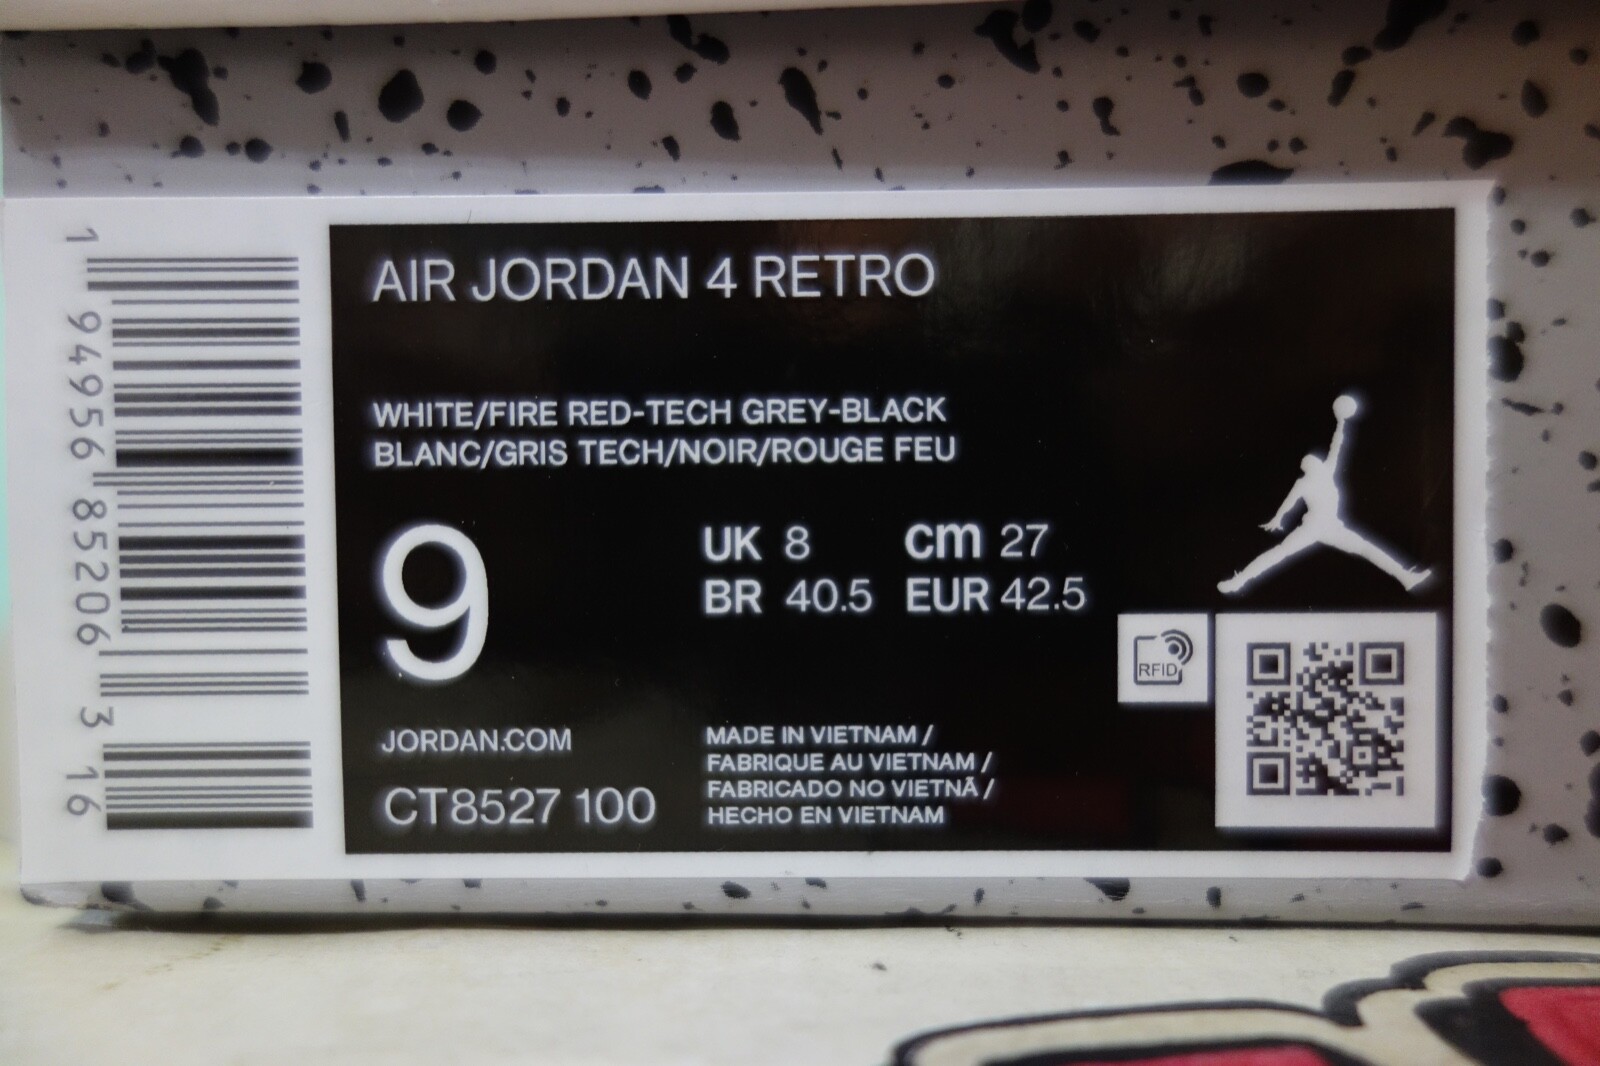 AIR JORDAN 4 RETRO
WHITE/FIRE RED-TECH GREY-BLACK
BLANC/GRIS TECH/NOIR/ROUGE FEU
9
UK 8 cm 27
BR 40.5 EUR 42.5
RFID
JORDAN.COM
CT8527 100
MADE IN VIETNAM /
FABRIQUE AU VIETNAM /
FABRICADO NO VIETNÃ /
HECHO EN VIETNAM
1 94956 85206 3 16